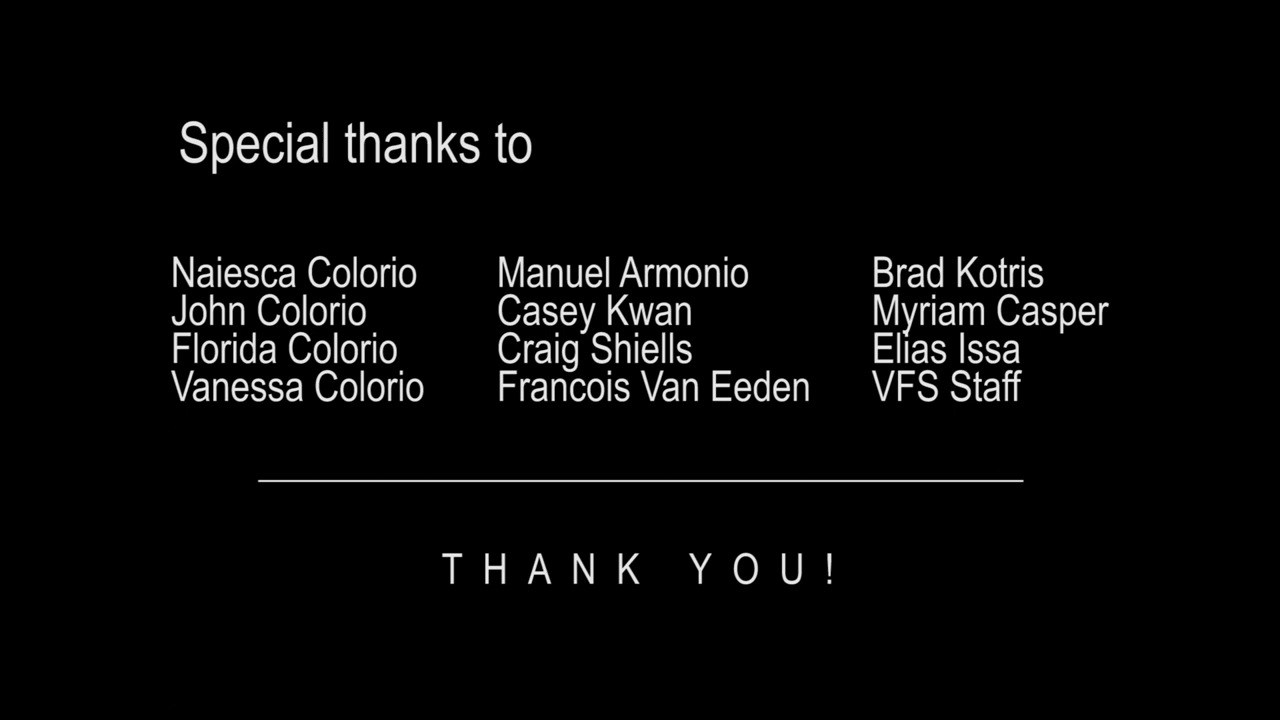 Special thanks to
Naiesca Colorio
John Colorio
Florida Colorio
Vanessa Colorio
Manuel Armonio
Casey Kwan
Craig Shiells
Francois Van Eeden
Brad Kotris
Myriam Casper
Elias Issa
VFS Staff
THANK YOU!